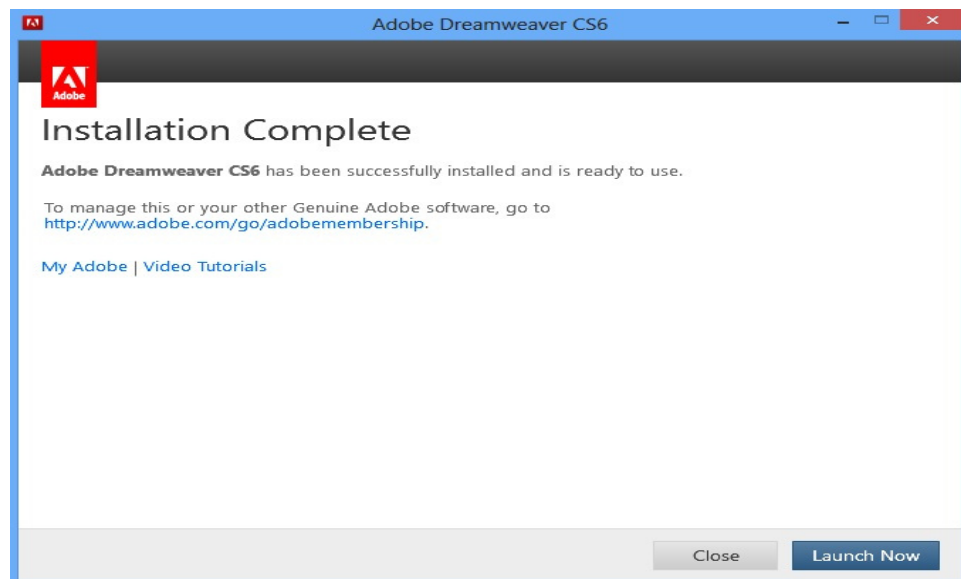 Adobe Dreamweaver CS6
Adobe
Installation Complete
Adobe Dreamweaver CS6 has been successfully installed and is ready to use.
To manage this or your other Genuine Adobe software, go to
http://www.adobe.com/go/adobemembership.
My Adobe | Video Tutorials
Close
Launch Now